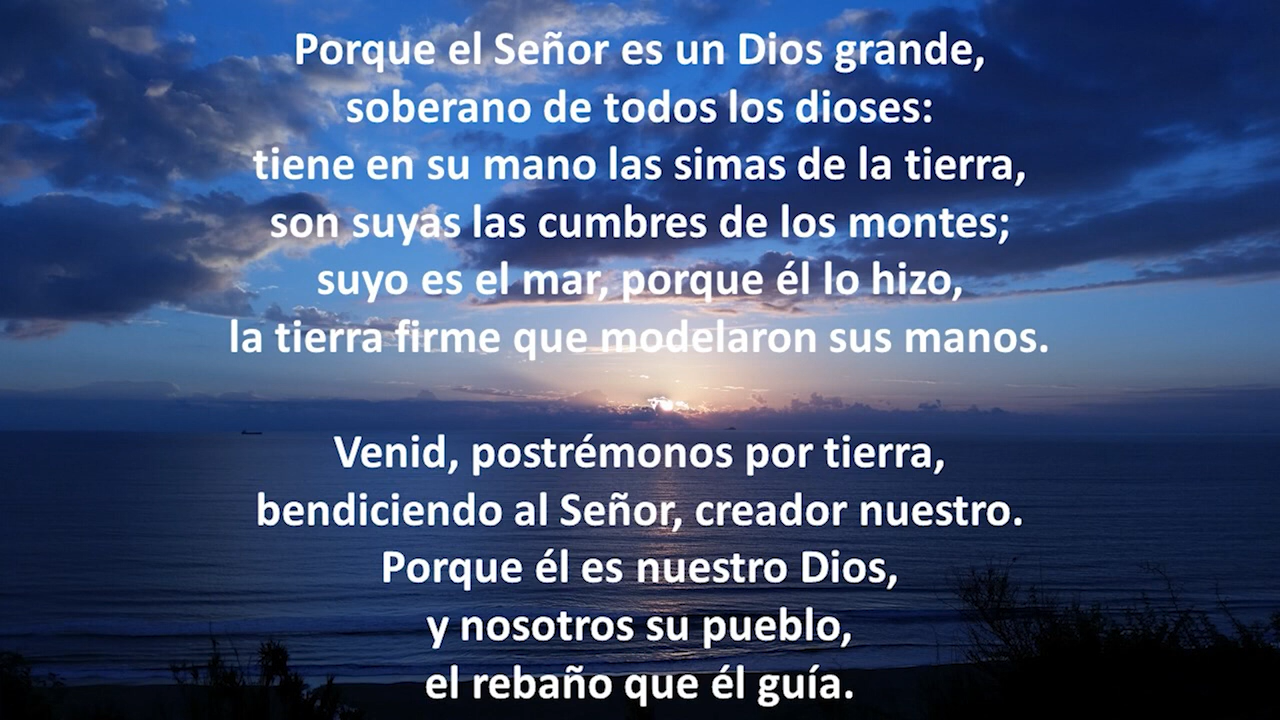 Porque el Señor es un Dios grande,
soberano de todos los dioses:
tiene en su mano las simas de la tierra,
son suyas las cumbres de los montes;
suyo es el mar, porque él lo hizo,
la tierra firme que modelaron sus manos.
Venid, postrémonos por tierra,
bendiciendo al Señor, creador nuestro.
Porque él es nuestro Dios,
y nosotros su pueblo,
el rebaño que él guía.